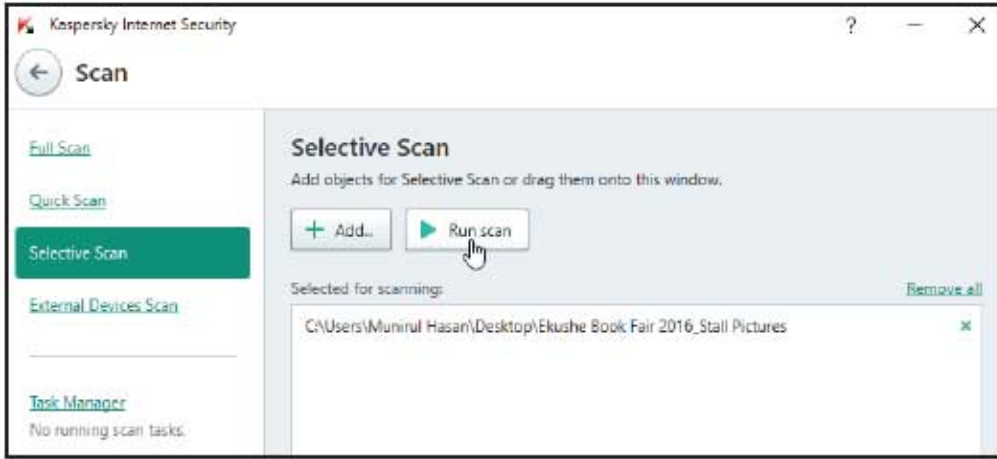 Kaspersky Internet Security
?
Scan
Full Scan
Quick Scan
Selective Scan
External Devices Scan
Task Manager
No running scan tasks.
Selective Scan
Add objects for Selective Scan or drag them onto this window.
+ Add..
Run scan
Selected for scanning:
Remove all
C:\Users\Munirul Hasan\Desktop\Ekushe Book Fair 2016_Stall Pictures